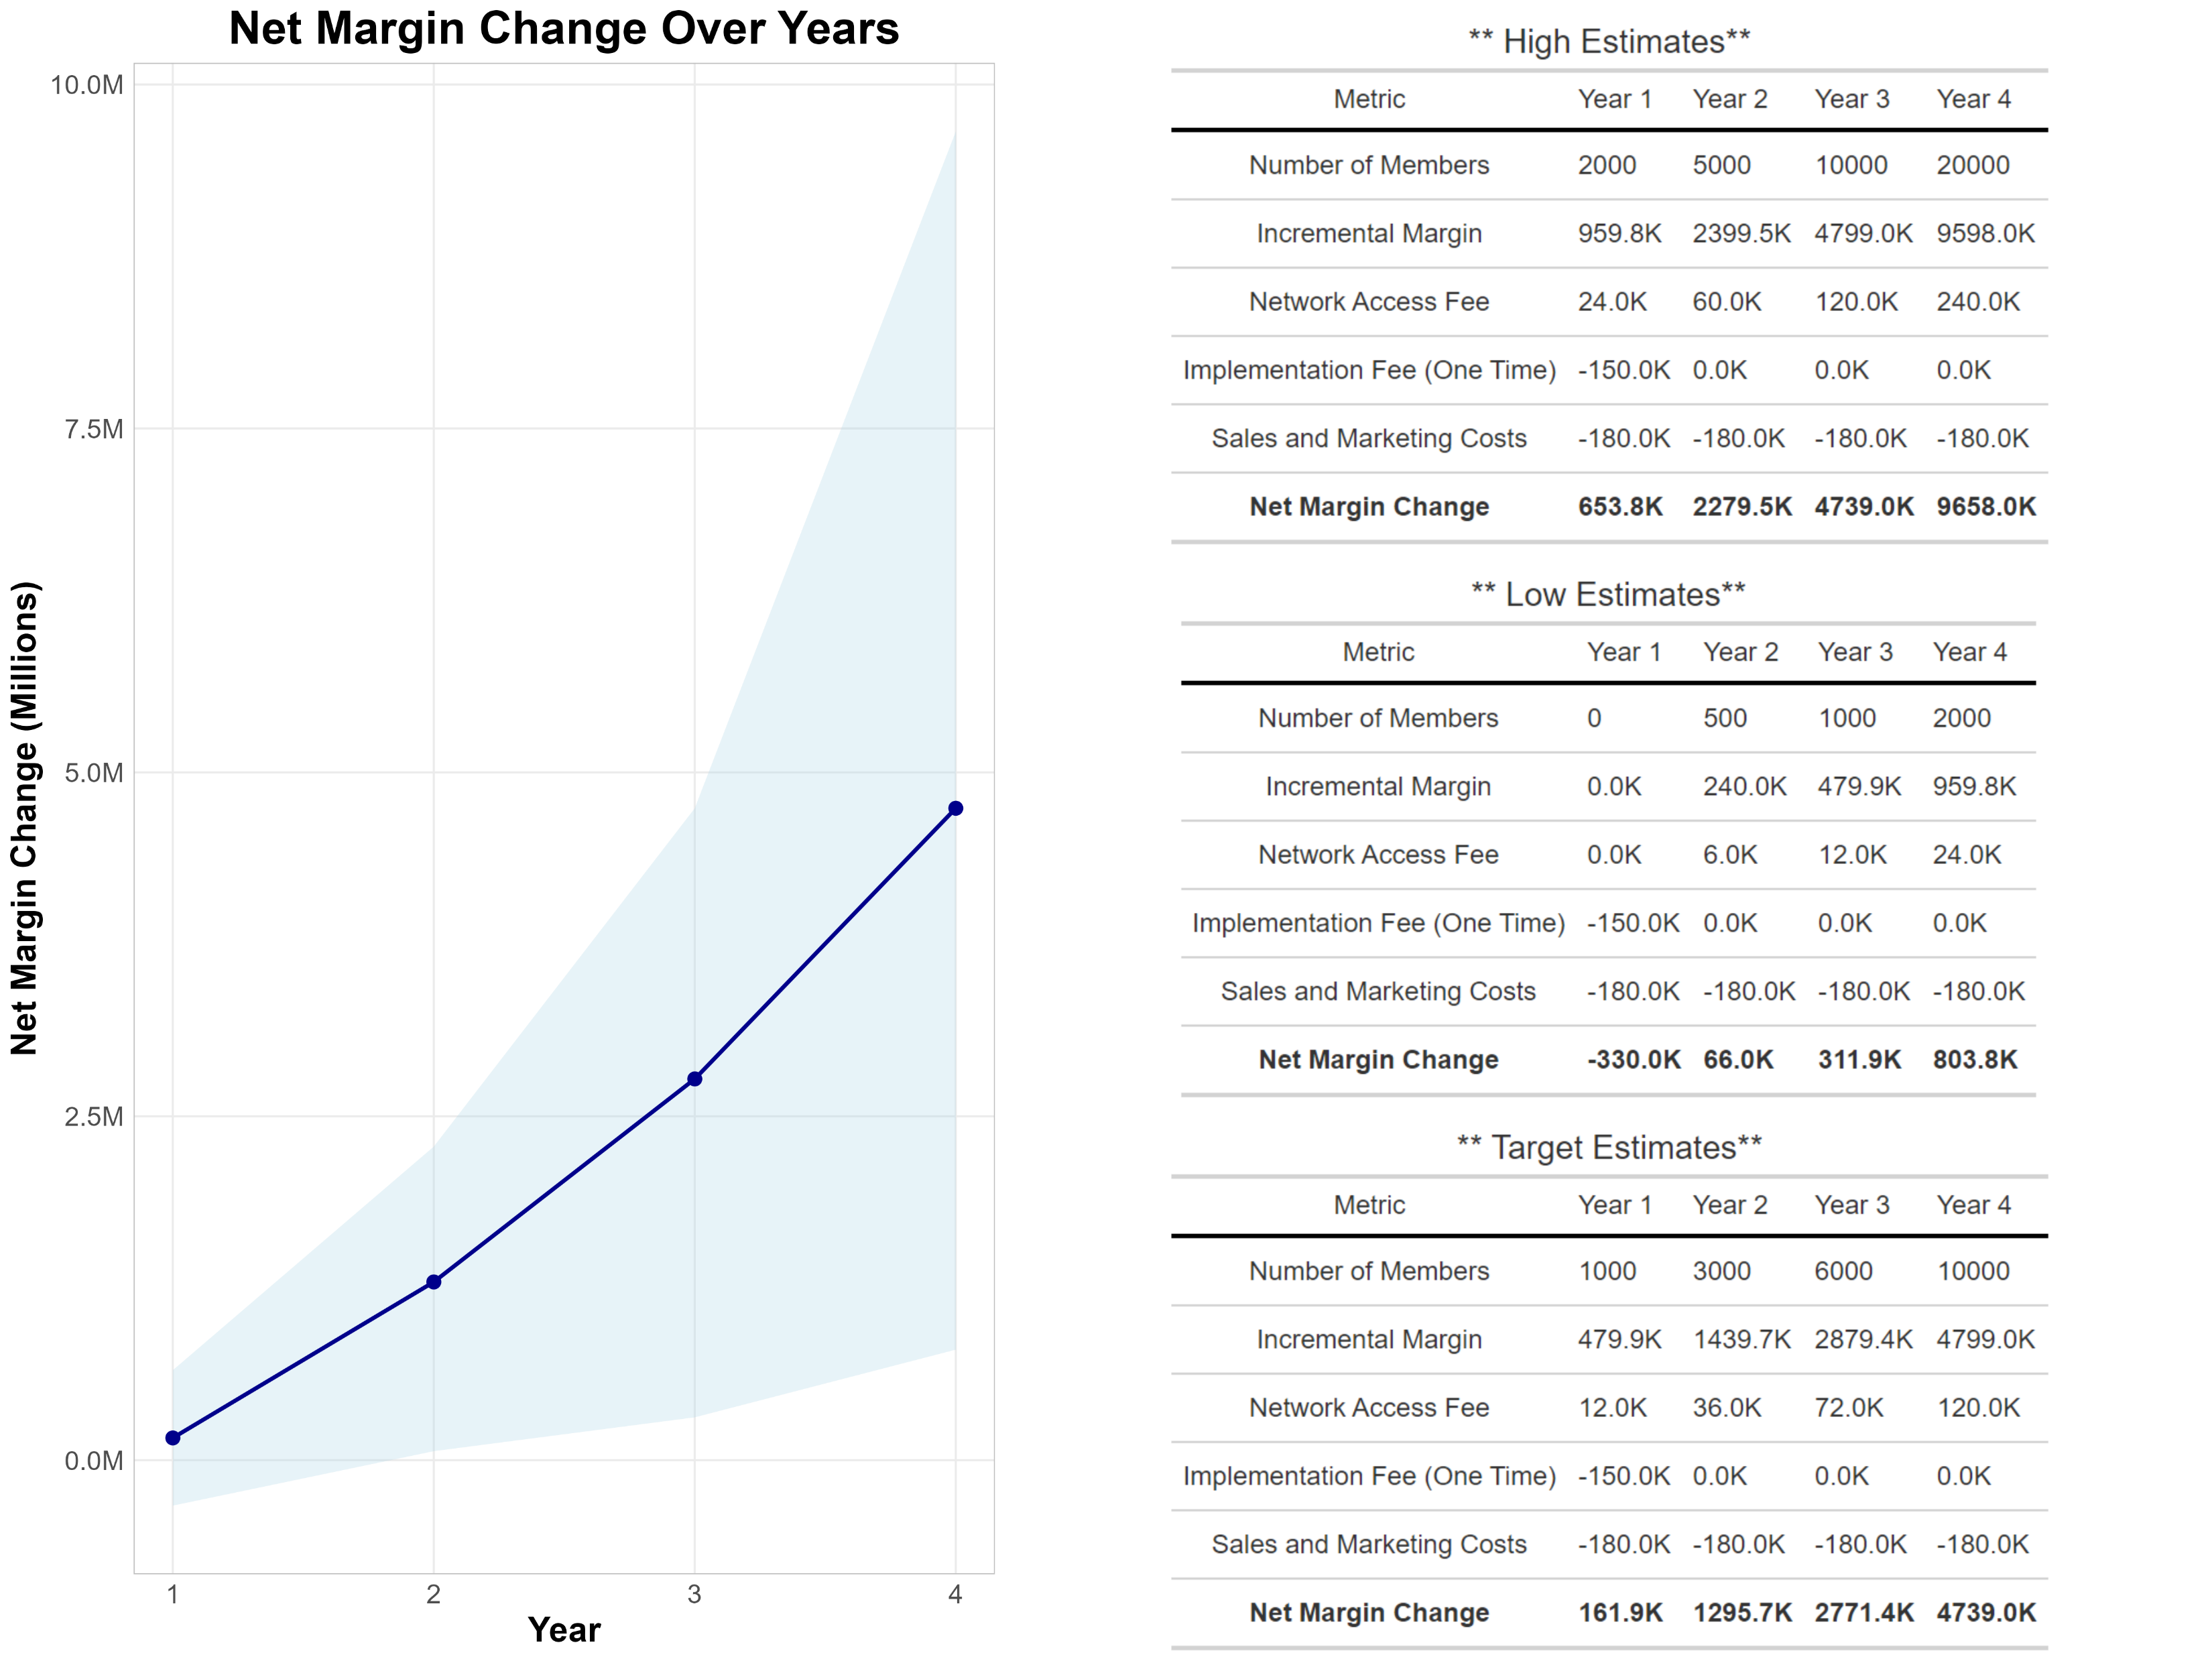 Net Margin Change Over Years
Net Margin Change (Millions)
10.0M
7.5M
5.0M
2.5M
0.0M
1 2 3 4
Year
** High Estimates**
Metric Year 1 Year 2 Year 3 Year 4
Number of Members 2000 5000 10000 20000
Incremental Margin 959.8K 2399.5K 4799.0K 9598.0K
Network Access Fee 24.0K 60.0K 120.0K 240.0K
Implementation Fee (One Time) -150.0K 0.0K 0.0K 0.0K
Sales and Marketing Costs -180.0K -180.0K -180.0K -180.0K
Net Margin Change 653.8K 2279.5K 4739.0K 9658.0K
** Low Estimates**
Metric Year 1 Year 2 Year 3 Year 4
Number of Members 0 500 1000 2000
Incremental Margin 0.0K 240.0K 479.9K 959.8K
Network Access Fee 0.0K 6.0K 12.0K 24.0K
Implementation Fee (One Time) -150.0K 0.0K 0.0K 0.0K
Sales and Marketing Costs -180.0K -180.0K -180.0K -180.0K
Net Margin Change -330.0K 66.0K 311.9K 803.8K
** Target Estimates**
Metric Year 1 Year 2 Year 3 Year 4
Number of Members 1000 3000 6000 10000
Incremental Margin 479.9K 1439.7K 2879.4K 4799.0K
Network Access Fee 12.0K 36.0K 72.0K 120.0K
Implementation Fee (One Time) -150.0K 0.0K 0.0K 0.0K
Sales and Marketing Costs -180.0K -180.0K -180.0K -180.0K
Net Margin Change 161.9K 1295.7K 2771.4K 4739.0K